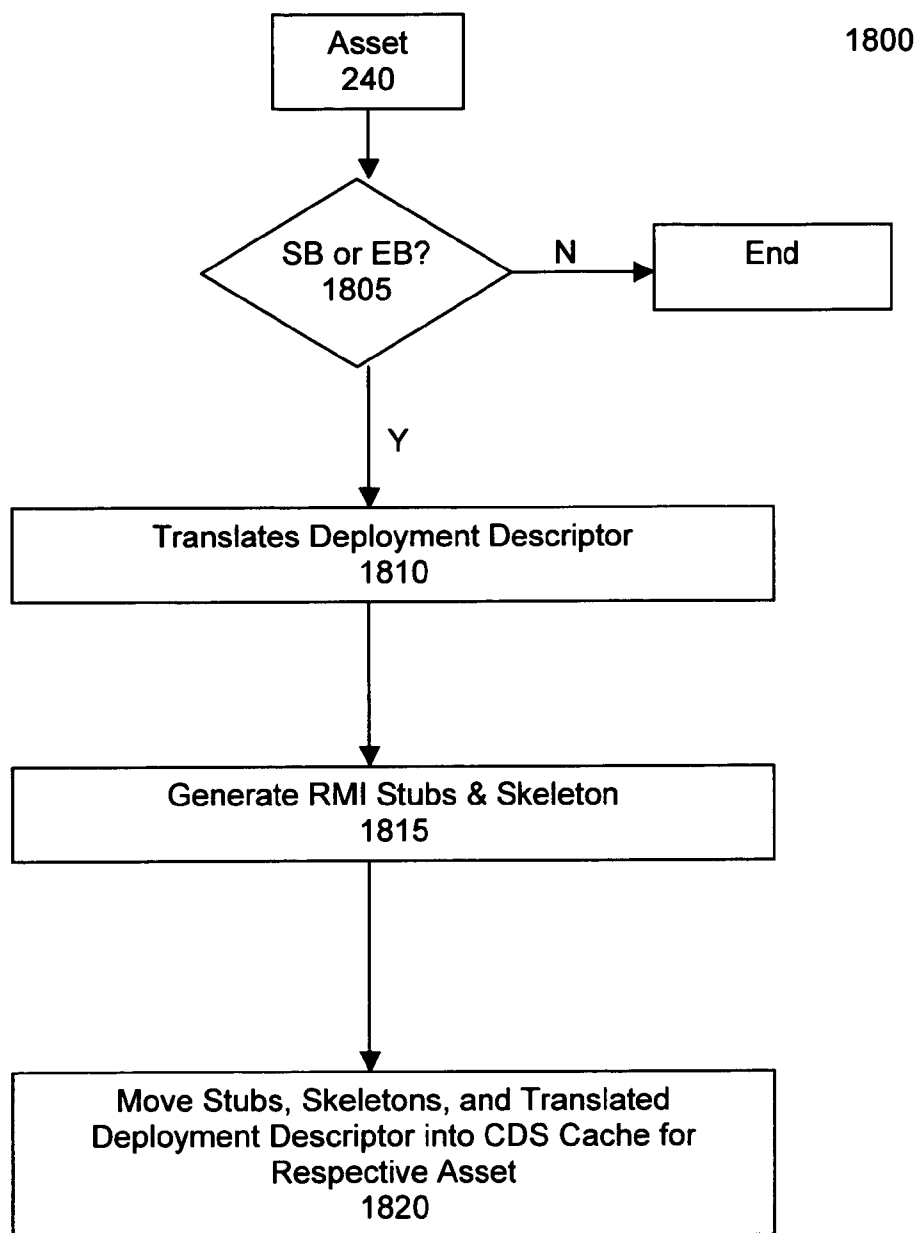 1800
Asset
240
SB or EB?
1805
N
End
Y
Translates Deployment Descriptor
1810
Generate RMI Stubs & Skeleton
1815
Move Stubs, Skeletons, and Translated
Deployment Descriptor into CDS Cache for
Respective Asset
1820